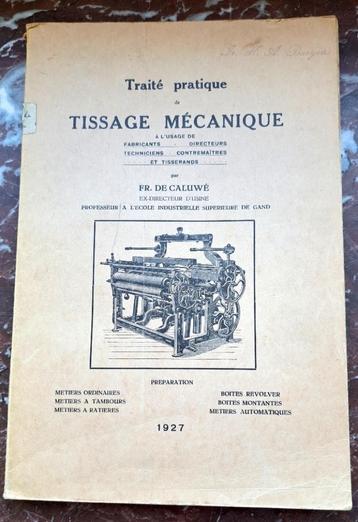 Traité pratique
de
TISSAGE MÉCANIQUE
À L'USAGE DE
FABRICANTS - DIRECTEURS
TECHNICIENS CONTREMAÎTRES
ET TISSERANDS
par
FR. DE CALUWÉ
EX-DIRECTEUR D'USINE
PROFESSEUR A L'ECOLE INDUSTRIELLE SUPERIEURE DE GAND
PREPARATION
METIERS ORDINAIRES
METIERS A TAMBOURS
METIERS A RATIERES
BOITES REVOLVER
BOITES MONTANTES
METIERS AUTOMATIQUES
1927